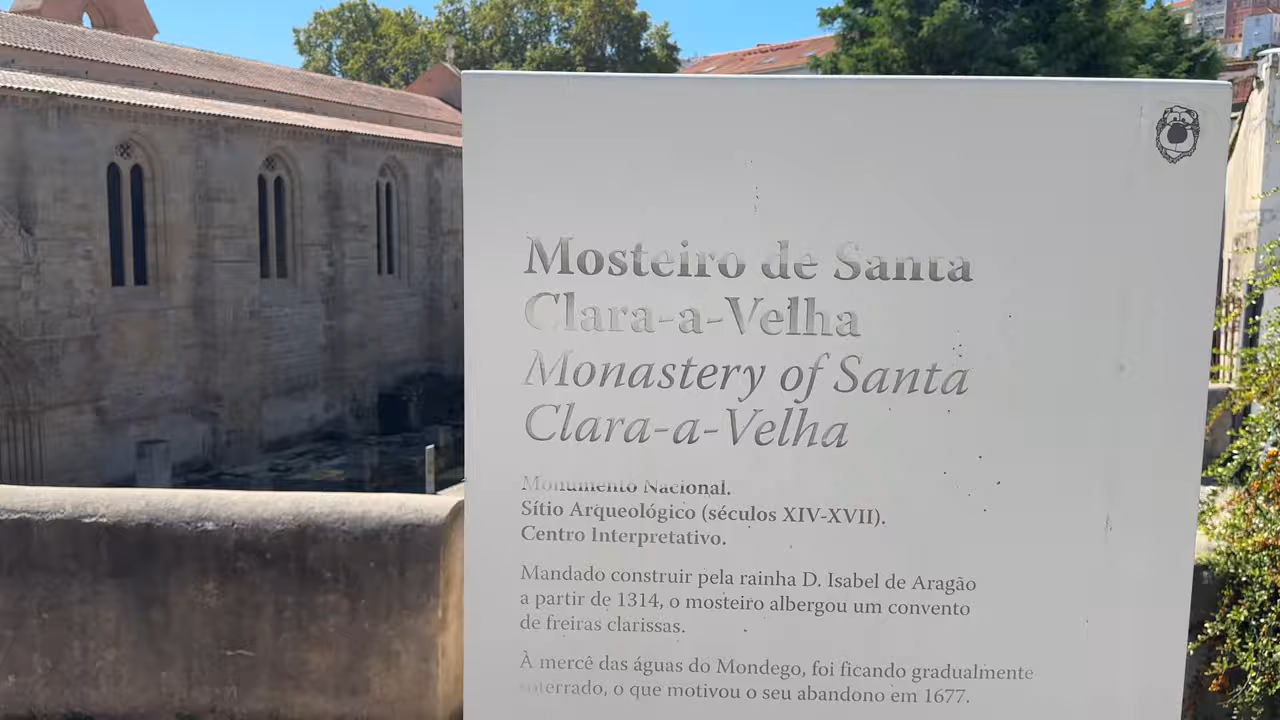 Mosteiro de Santa
Clara-a-Velha
Monastery of Santa
Clara-a-Velha
Monumento Nacional.
Sítio Arqueológico (séculos XIV-XVII).
Centro Interpretativo.
Mandado construir pela rainha D. Isabel de Aragão
a partir de 1314, o mosteiro albergou um convento
de freiras clarissas.
À mercê das águas do Mondego, foi ficando gradualmente
soterrado, o que motivou o seu abandono em 1677.